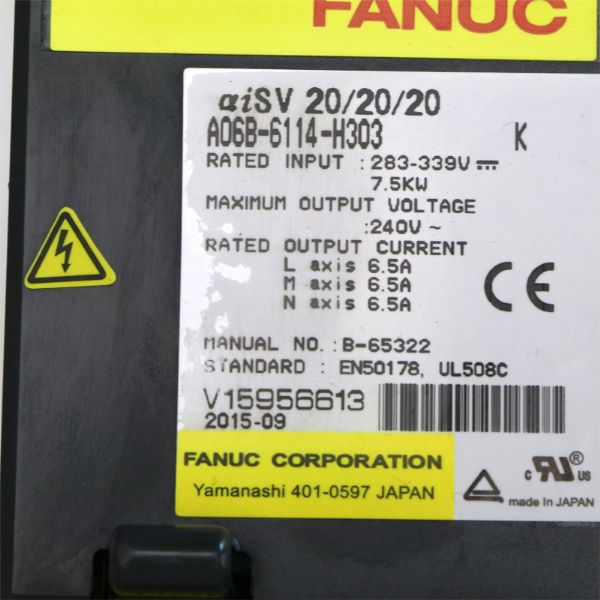 FANUC
αiSV 20/20/20
A06B-6114-H303 K
RATED INPUT : 283-339V⎓
7.5KW
MAXIMUM OUTPUT VOLTAGE
:240V ~
RATED OUTPUT CURRENT
L axis 6.5A
M axis 6.5A
N axis 6.5A
CE
MANUAL NO. : B-65322
STANDARD : EN50178, UL508C
V15956613
2015-09
FANUC CORPORATION
Yamanashi 401-0597 JAPAN
c RU ® US
made in JAPAN